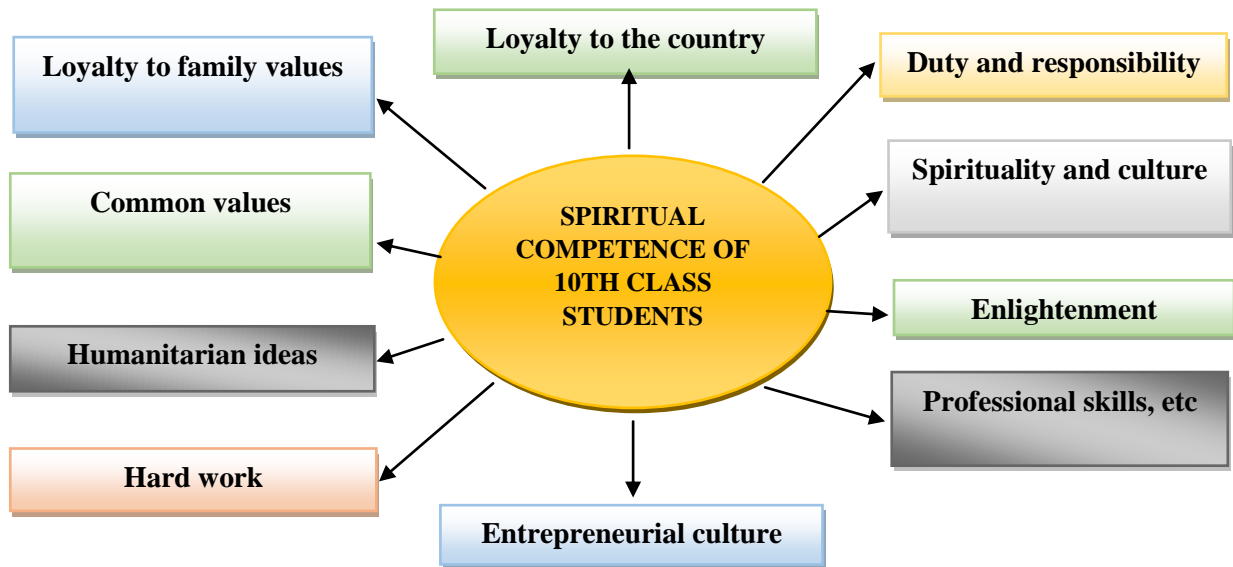 Loyalty to the country
Loyalty to family values
Duty and responsibility
Spirituality and culture
Common values
SPIRITUAL
COMPETENCE OF
10TH CLASS
STUDENTS
Enlightenment
Humanitarian ideas
Professional skills, etc
Hard work
Entrepreneurial culture